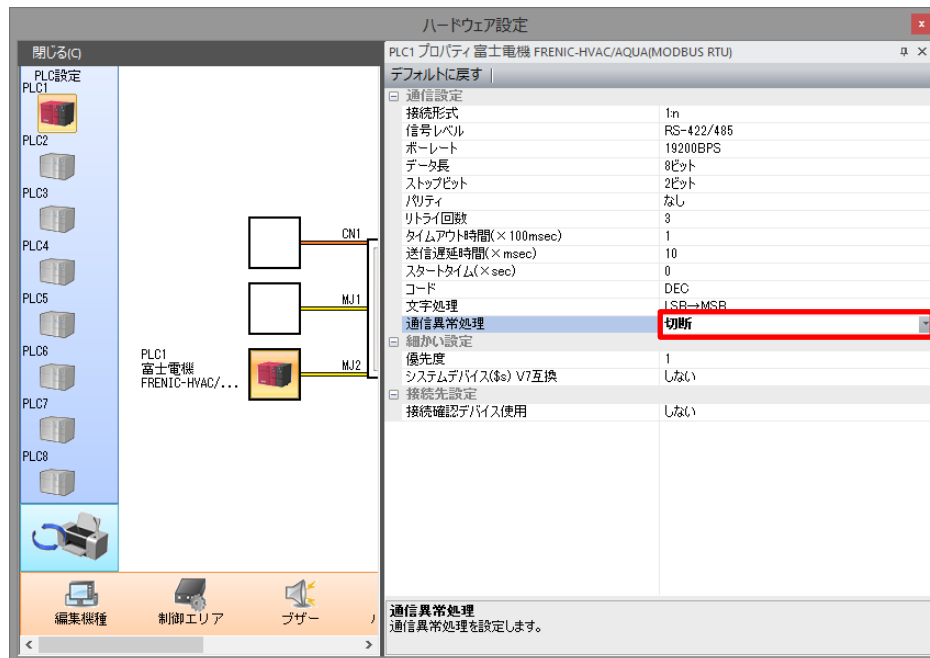 ハードウェア設定
x
閉じる(C)
PLC設定
PLC1
PLC2
PLC3
PLC4
PLC5
PLC6
PLC7
PLC8
CN1
MJ1
MJ2
PLC1
富士電機
FRENIC-HVAC/...
編集機種
制御エリア
ブザー
PLC1 プロパティ 富士電機 FRENIC-HVAC/AQUA(MODBUS RTU)
デフォルトに戻す
通信設定
接続形式 1:n
信号レベル RS-422/485
ボーレート 19200BPS
データ長 8ビット
ストップビット 2ビット
パリティ なし
リトライ回数 3
タイムアウト時間(×100msec) 1
送信遅延時間(×msec) 10
スタートタイム(×sec) 0
コード DEC
文字処理 LSB→MSB
通信異常処理 切断
細かい設定
優先度 1
システムデバイス($s) V7互換 しない
接続先設定
接続確認デバイス使用 しない
通信異常処理
通信異常処理を設定します。